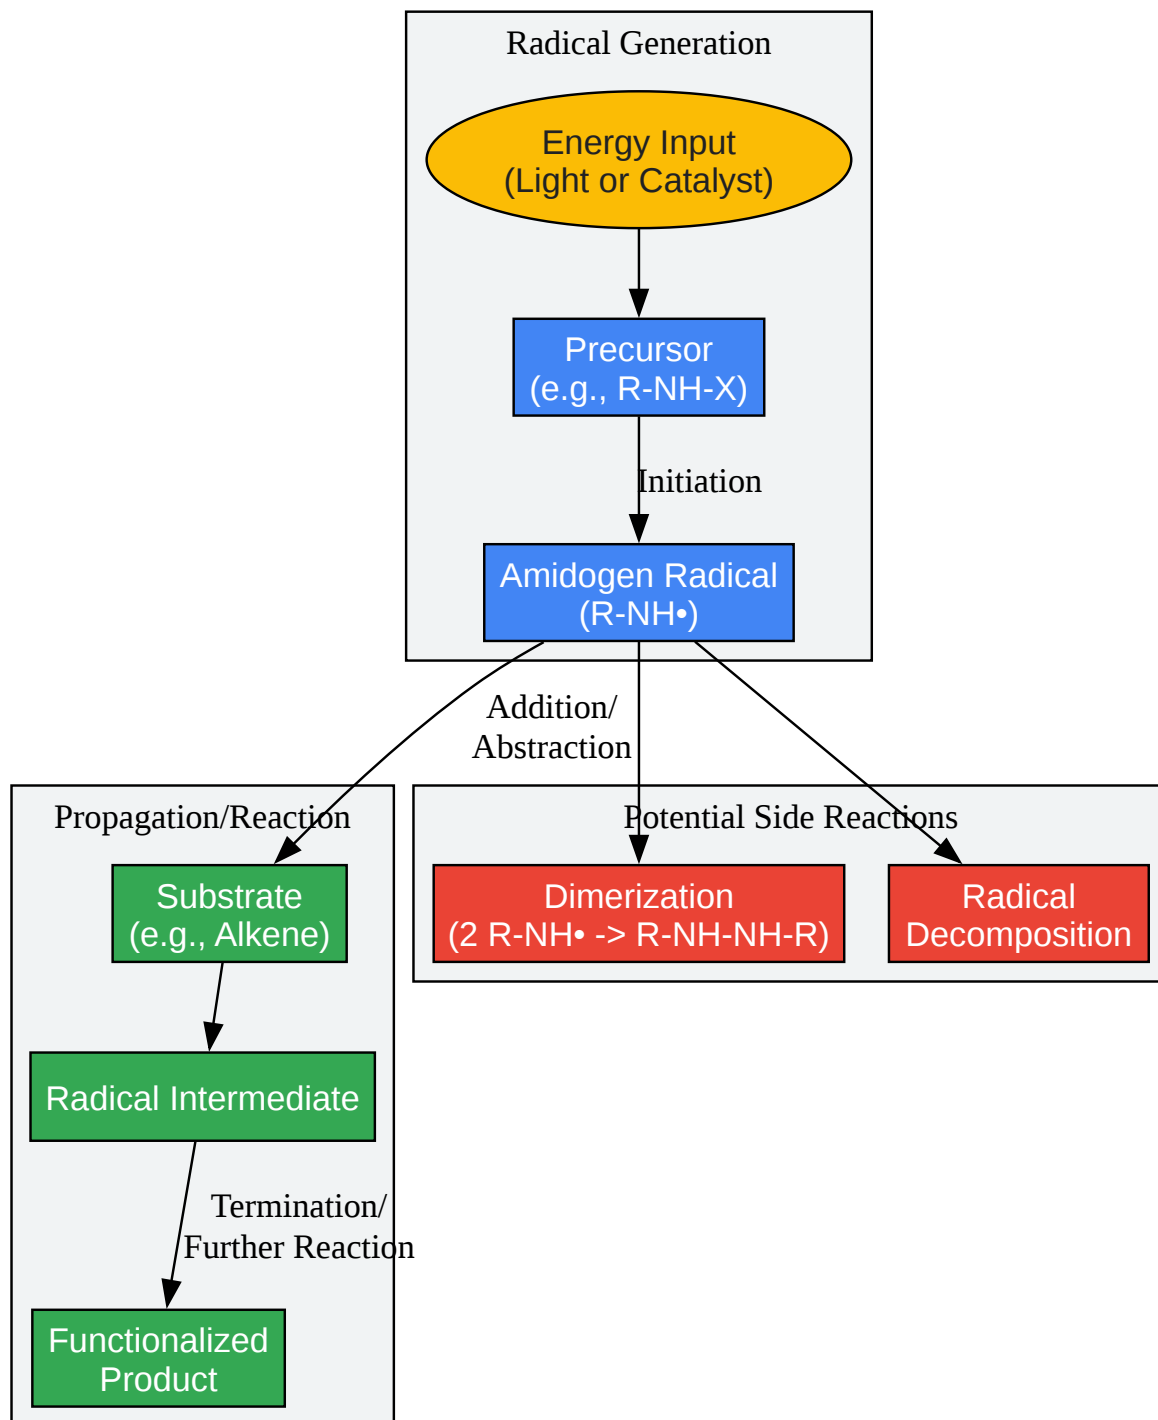 Radical Generation
Energy Input
(Light or Catalyst)
Precursor
(e.g., R-NH-X)
Initiation
Amidogen Radical
(R-NH•)
Addition/
Abstraction
Propagation/Reaction
Substrate
(e.g., Alkene)
Radical Intermediate
Termination/
Further Reaction
Functionalized
Product
Potential Side Reactions
Dimerization
(2 R-NH• -> R-NH-NH-R)
Radical
Decomposition